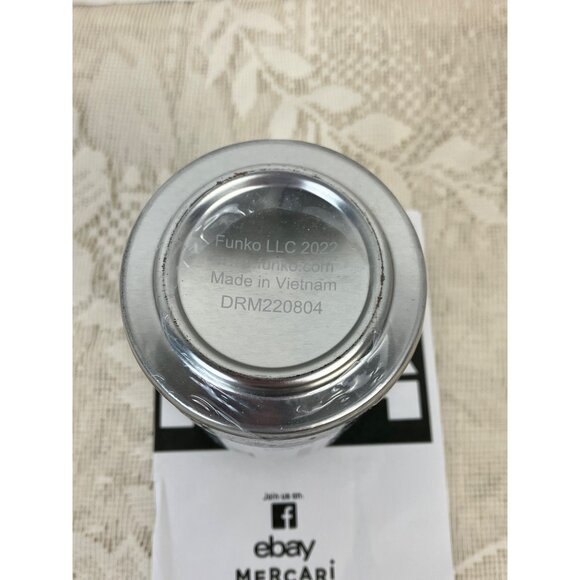 Funko LLC 2022
funko.com
Made in Vietnam
DRM220804
Join us on
f
ebay
MERCARi